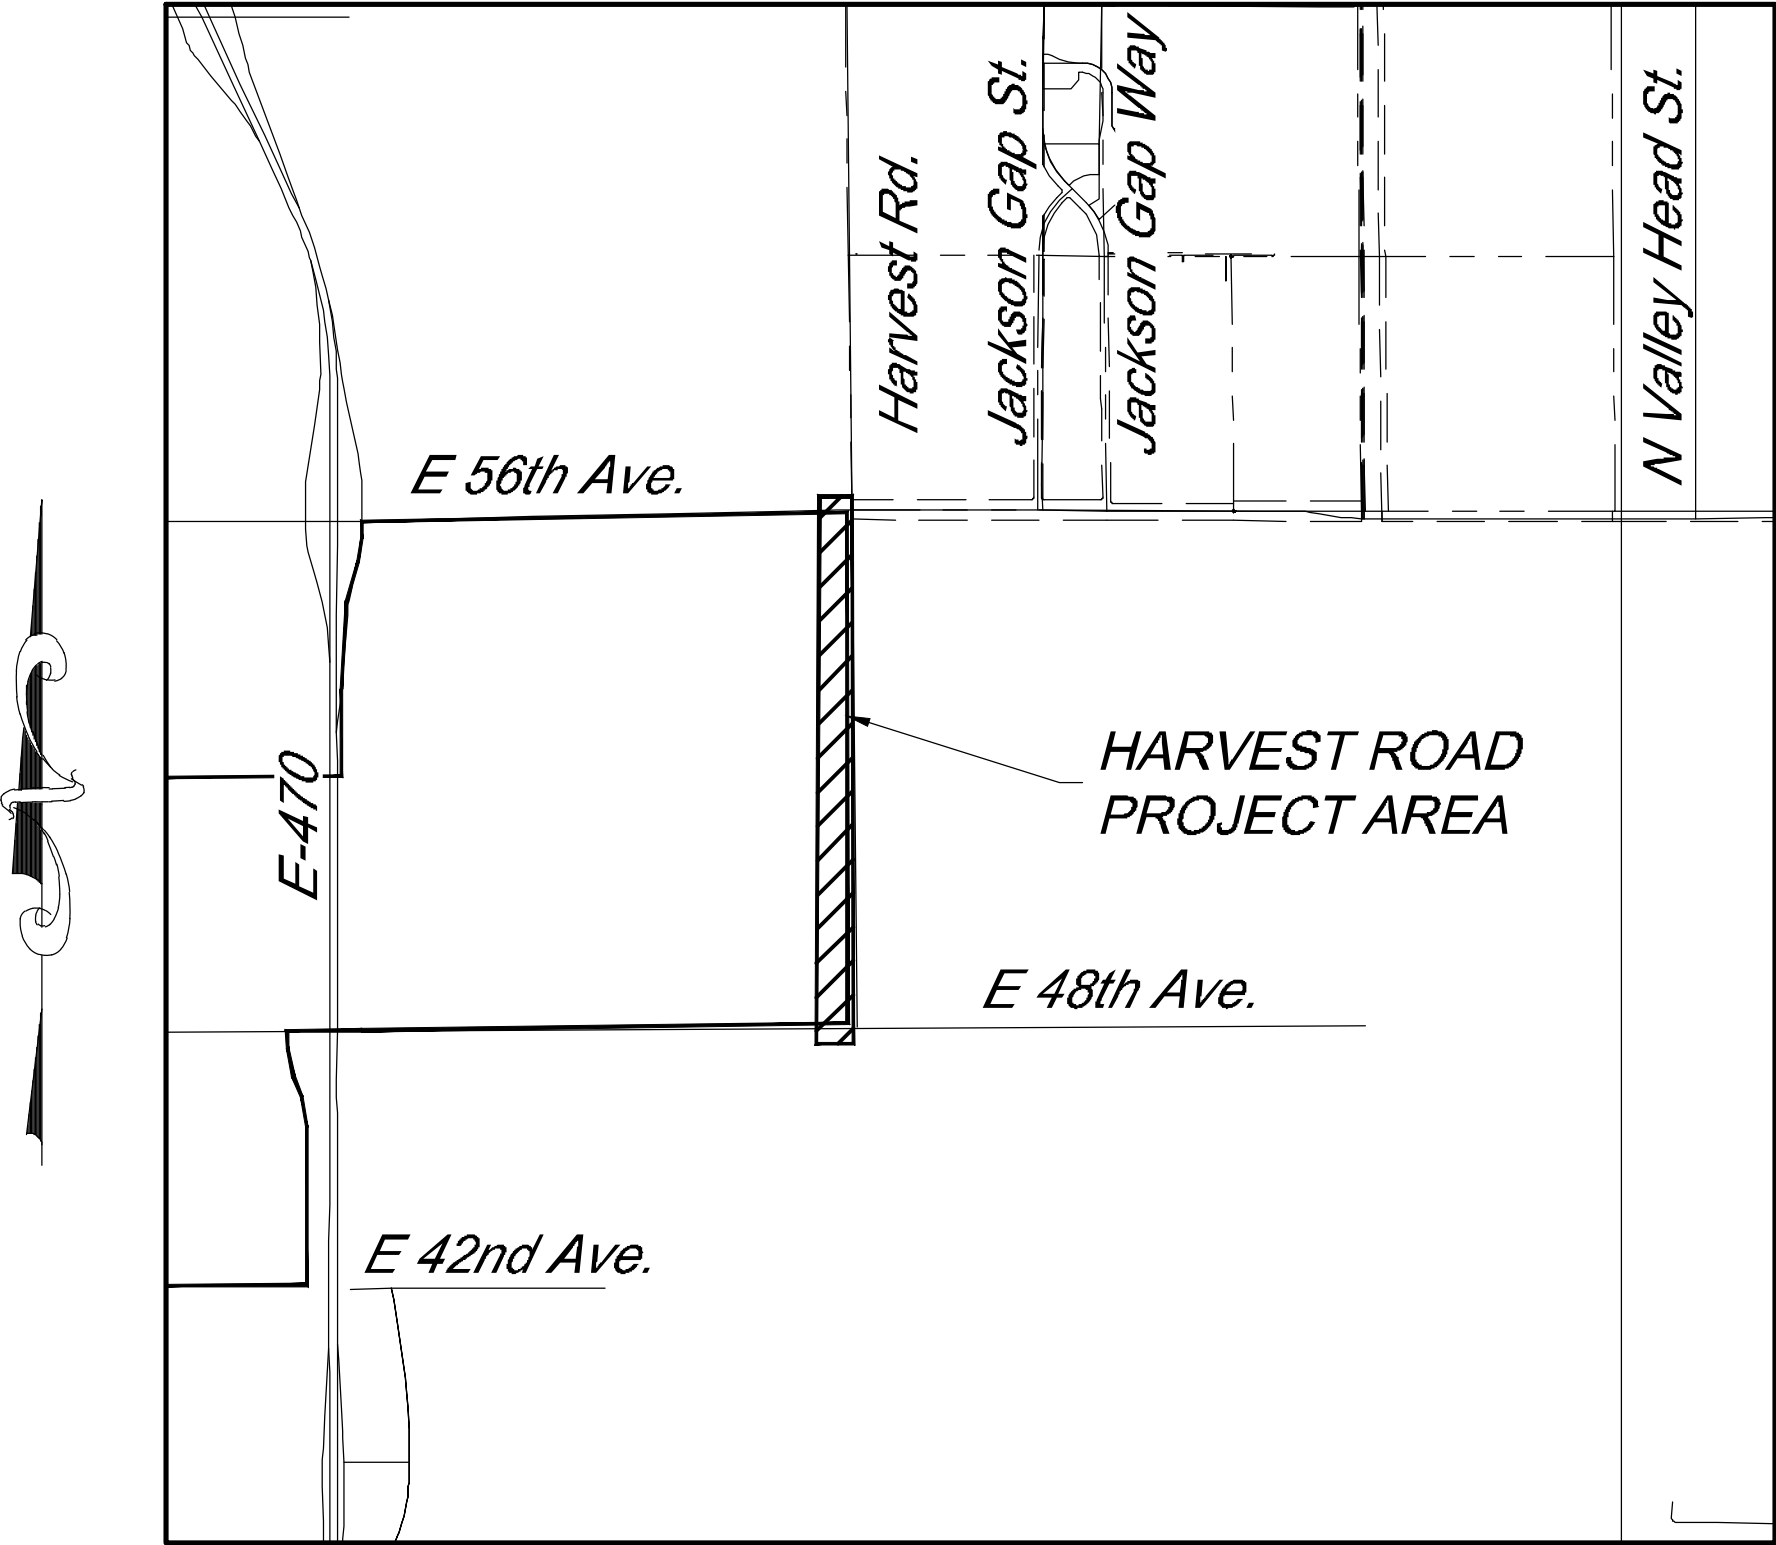 Harvest Rd.
Jackson Gap St.
Jackson Gap Way
N Valley Head St.
E 56th Ave.
E-470
HARVEST ROAD
PROJECT AREA
E 48th Ave.
E 42nd Ave.